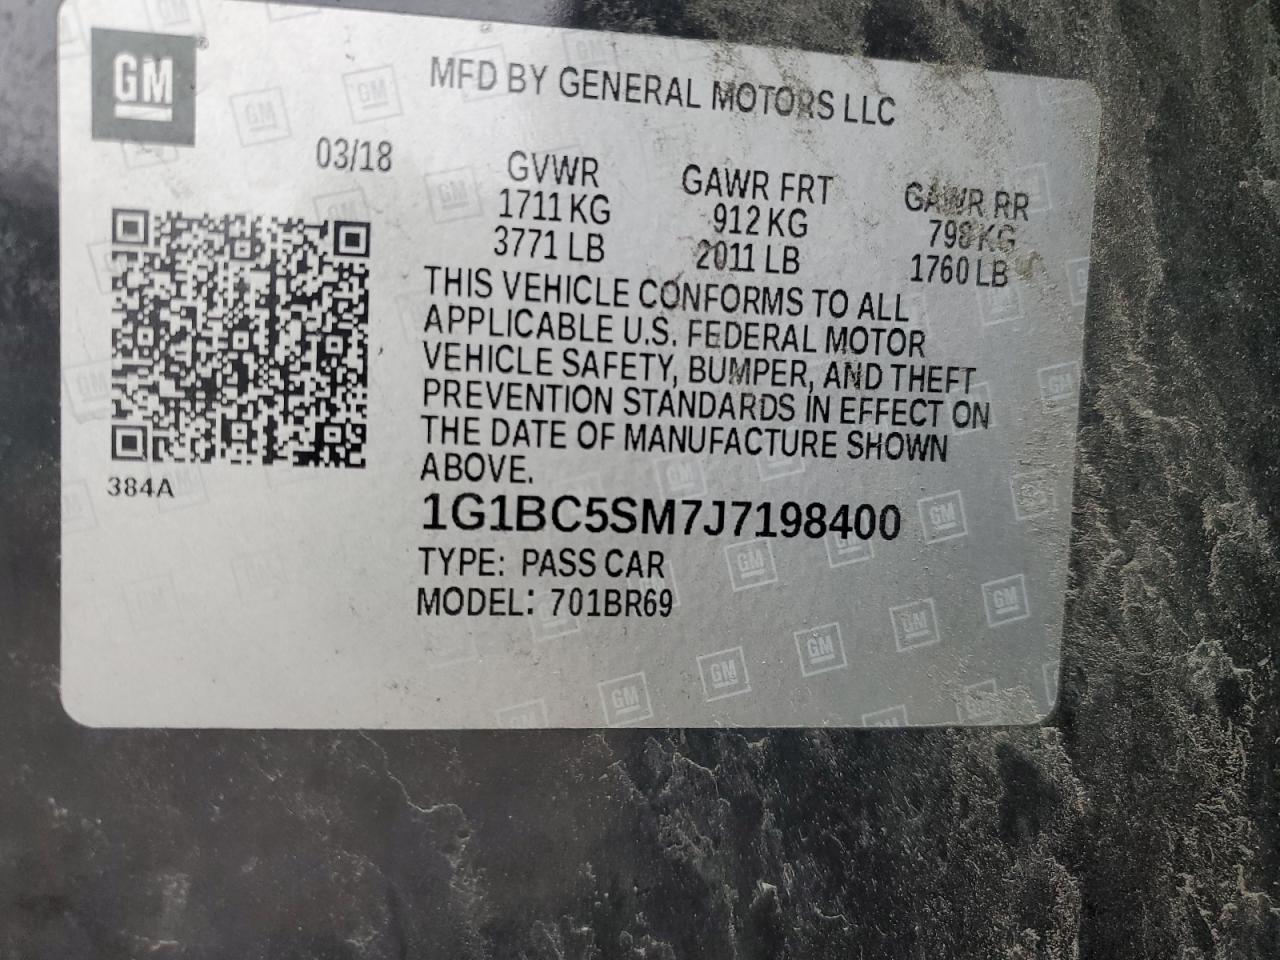 GM
MFD BY GENERAL MOTORS LLC
03/18
GVWR GAWR FRT GAWR RR
1711 KG 912 KG 798 KG
3771 LB 2011 LB 1760 LB
THIS VEHICLE CONFORMS TO ALL
APPLICABLE U.S. FEDERAL MOTOR
VEHICLE SAFETY, BUMPER, AND THEFT
PREVENTION STANDARDS IN EFFECT ON
THE DATE OF MANUFACTURE SHOWN
ABOVE.
384A
1G1BC5SM7J7198400
TYPE: PASS CAR
MODEL: 701BR69